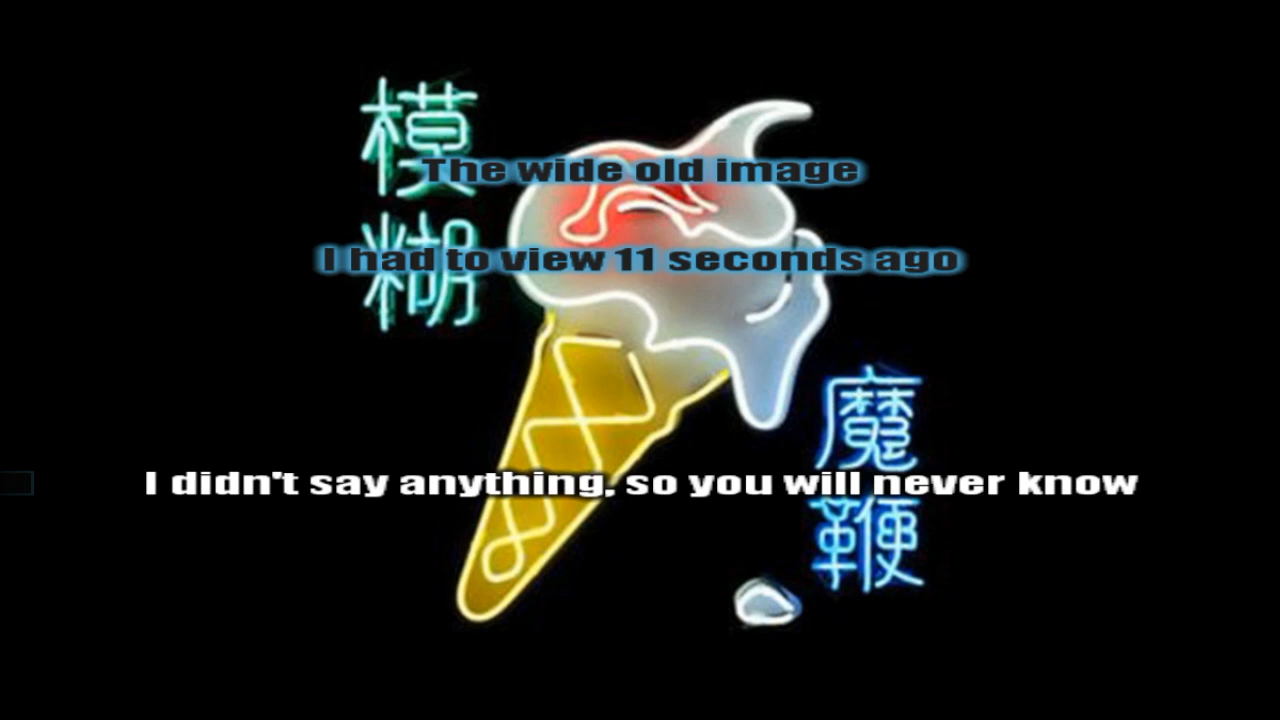 模糊
The wide old image
I had to view 11 seconds ago
魔鞭
I didn't say anything, so you will never know